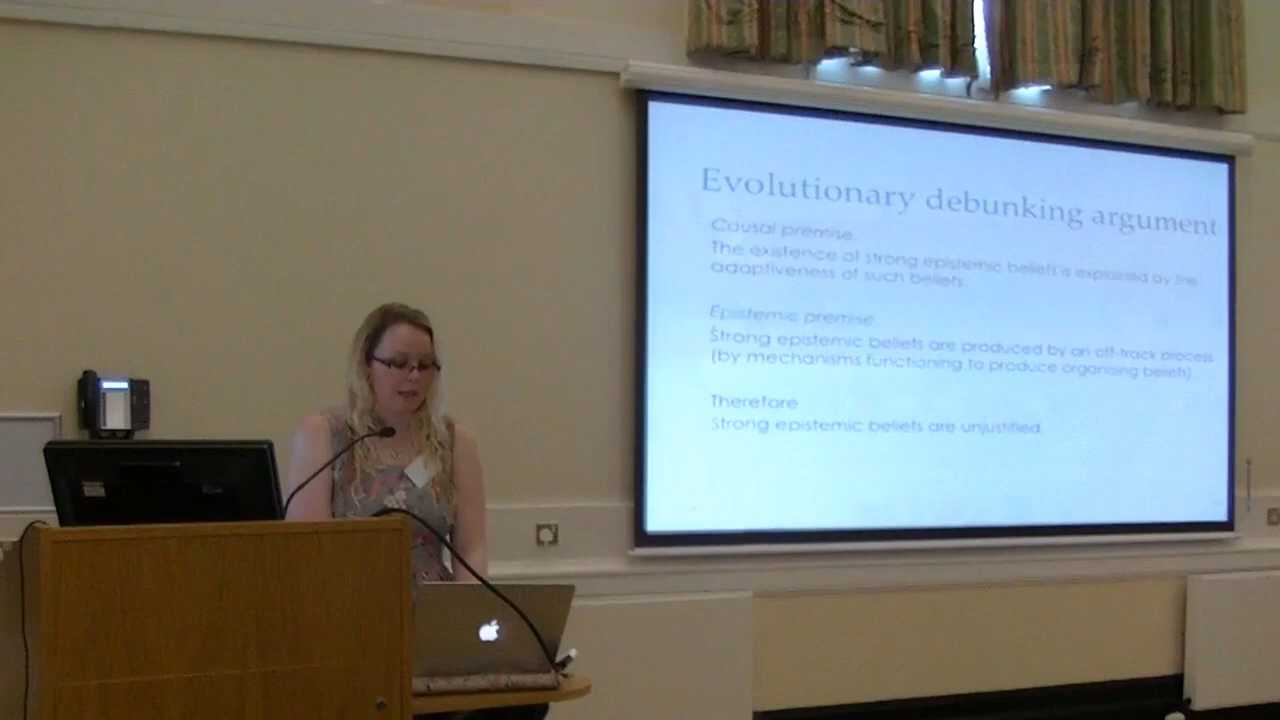 Evolutionary debunking argument
Causal premise.
The existence of strong epistemic beliefs is explained by the
adaptiveness of such beliefs.
Epistemic premise
Strong epistemic beliefs are produced by an off-track process
(by mechanisms functioning to produce organising beliefs)
Therefore
Strong epistemic beliefs are unjustified.